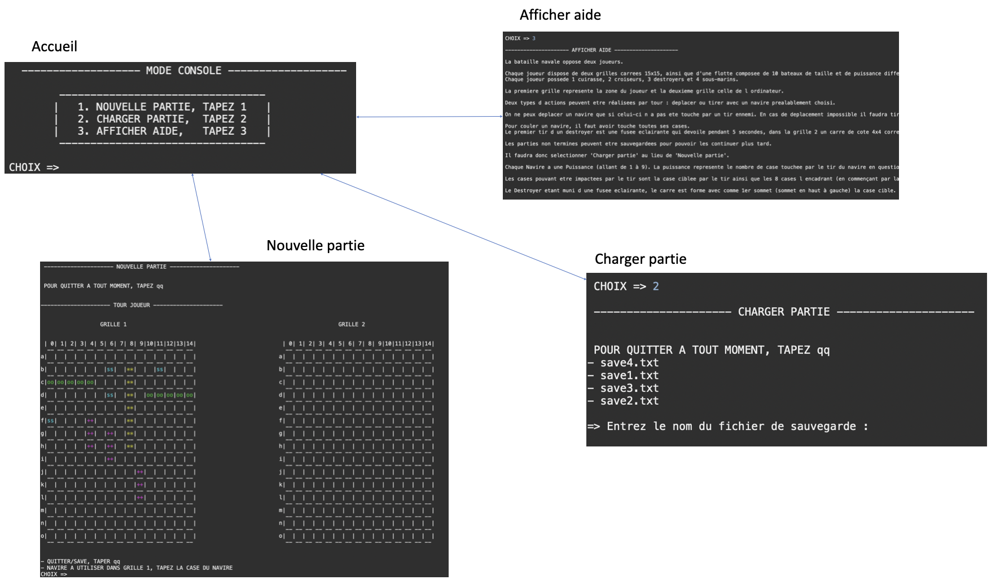 Afficher aide
CHOIX => 3
--------------------- AFFICHER AIDE ---------------------
La bataille navale oppose deux joueurs.
Chaque joueur dispose de deux grilles carrees 15x15, ainsi que d'une flotte composee de 10 bateaux de taille et de puissance diffe
Chaque joueur possede 1 cuirasse, 2 croiseurs, 3 destroyers et 4 sous-marins.
La premiere grille represente la zone du joueur et la deuxieme grille celle de l ordinateur.
Deux types d actions peuvent etre réalisees par tour : deplacer ou tirer avec un navire prealablement choisi.
On ne peux deplacer un navire que si celui-ci n a pas ete touche par un tir ennemi. En cas de deplacement impossible il faudra tir
Pour couler un navire, il faut avoir touche toutes ses cases.
Le premier tir d un destroyer est une fusee eclairante qui devoile pendant 5 secondes, dans la grille 2 un carre de cote 4x4 corre
Les parties non termines peuvent etre sauvegardees pour pouvoir les continuer plus tard.
Il faudra donc selectionner 'Charger partie' au lieu de 'Nouvelle partie'.
Chaque Navire a une Puissance (allant de 1 à 9). La puissance represente le nombre de case touchee par le tir du navire en questio
Les cases pouvant etre impactees par le tir sont la case ciblee par le tir ainsi que les 8 cases l encadrant (en commençant par la
Le Destroyer etant muni d une fusee eclairante, le carre est forme avec comme 1er sommet (sommet en haut à gauche) la case cible.
Accueil
------------------- MODE CONSOLE -------------------
---------------------------------
| 1. NOUVELLE PARTIE, TAPEZ 1 |
| 2. CHARGER PARTIE, TAPEZ 2 |
| 3. AFFICHER AIDE, TAPEZ 3 |
---------------------------------
CHOIX =>
Nouvelle partie
--------------------- NOUVELLE PARTIE ---------------------
POUR QUITTER A TOUT MOMENT, TAPEZ qq
--------------------- TOUR JOUEUR ---------------------
GRILLE 1 GRILLE 2
| 0| 1| 2| 3| 4| 5| 6| 7| 8| 9|10|11|12|13|14| | 0| 1| 2| 3| 4| 5| 6| 7| 8| 9|10|11|12|13|14|
a| | | | | | | | | | | | | | | | a| | | | | | | | | | | | | | | |
b| | | | | | |ss| |**| | |ss| | | | b| | | | | | | | | | | | | | | |
c|oo|oo|oo|oo|oo| | | |**| | | | | | | c| | | | | | | | | | | | | | | |
d| | | | | | |ss| |**| |oo|oo|oo|oo|oo| d| | | | | | | | | | | | | | | |
e| | | | | | | | |**| | | | | | | e| | | | | | | | | | | | | | | |
f|ss| | | |++| | | |**| | | | | | | f| | | | | | | | | | | | | | | |
g| | | | |++| |++| |**| | | | | | | g| | | | | | | | | | | | | | | |
h| | | | |++| |++| |**| | | | | | | h| | | | | | | | | | | | | | | |
i| | | | | | |++| | | | | | | | | i| | | | | | | | | | | | | | | |
j| | | | | | | | | |++| | | | | | j| | | | | | | | | | | | | | | |
k| | | | | | | | | |++| | | | | | k| | | | | | | | | | | | | | | |
l| | | | | | | | | |++| | | | | | l| | | | | | | | | | | | | | | |
m| | | | | | | | | | | | | | | | m| | | | | | | | | | | | | | | |
n| | | | | | | | | | | | | | | | n| | | | | | | | | | | | | | | |
o| | | | | | | | | | | | | | | | o| | | | | | | | | | | | | | | |
- QUITTER/SAVE, TAPER qq
- NAVIRE A UTILISER DANS GRILLE 1, TAPEZ LA CASE DU NAVIRE
CHOIX =>
Charger partie
CHOIX => 2
--------------------- CHARGER PARTIE ---------------------
POUR QUITTER A TOUT MOMENT, TAPEZ qq
- save4.txt
- save1.txt
- save3.txt
- save2.txt
=> Entrez le nom du fichier de sauvegarde :